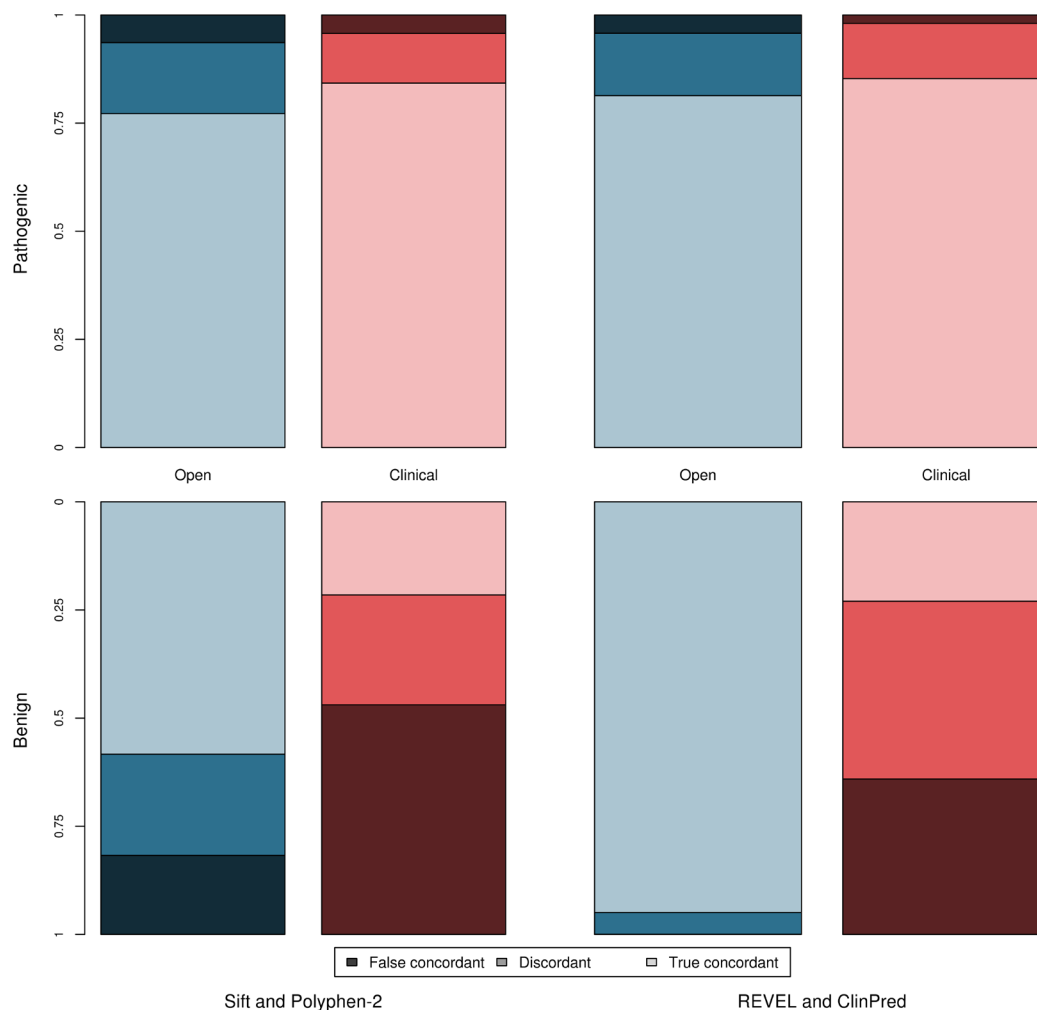 Pathogenic
1
0.75
0.5
0.25
0
Open Clinical Open Clinical
Benign
0
0.25
0.5
0.75
1
False concordant Discordant True concordant
Sift and Polyphen-2 REVEL and ClinPred